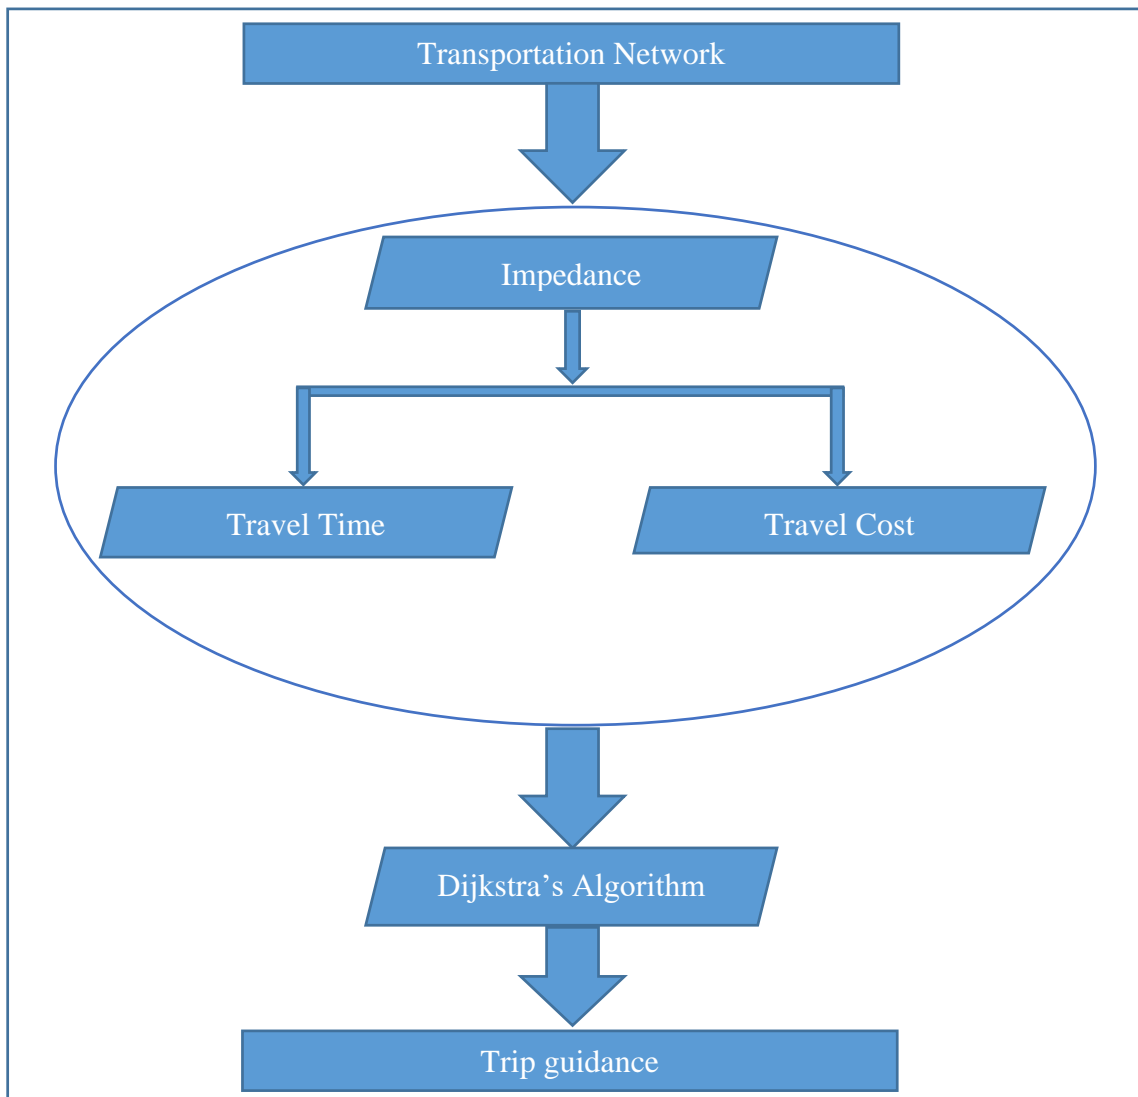 Transportation Network
Impedance
Travel Time
Travel Cost
Dijkstra’s Algorithm
Trip guidance